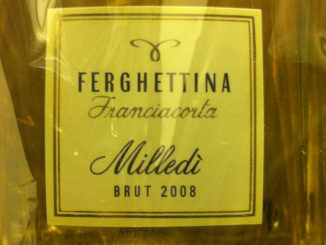 FERGHETTINA
Franciacorta
Milledì
BRUT 2008